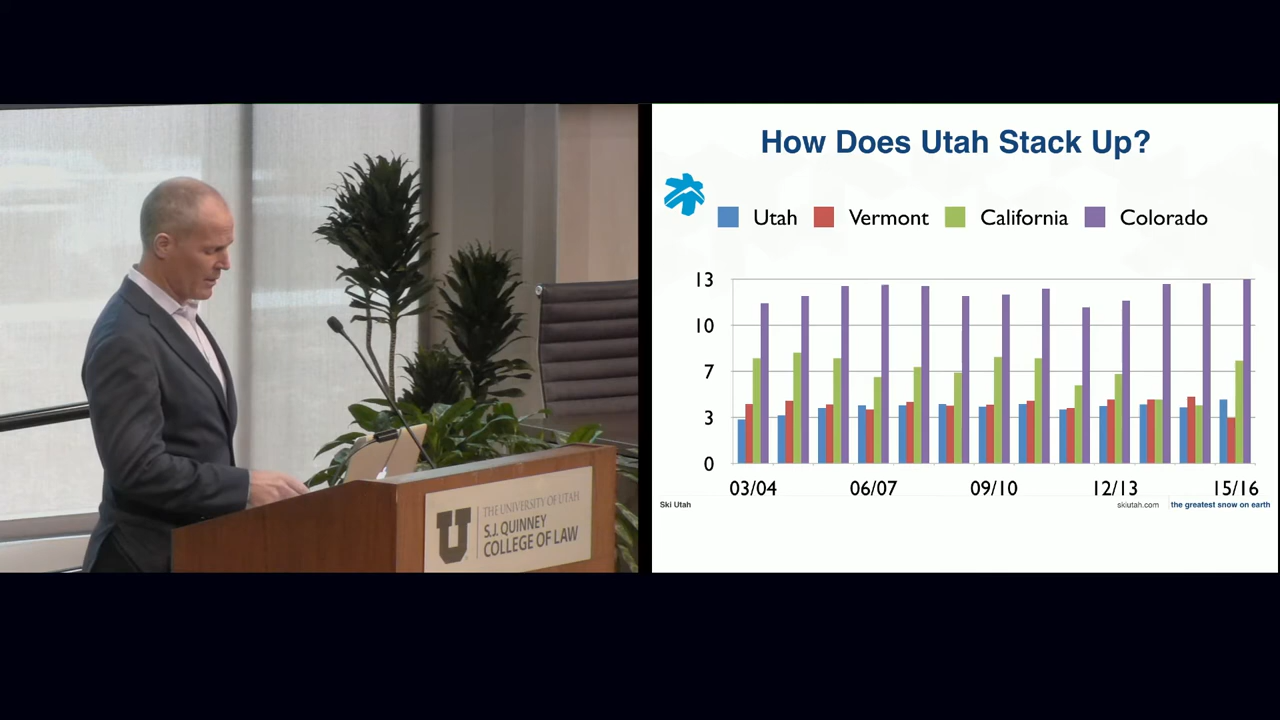 THE UNIVERSITY OF UTAH
S.J. QUINNEY
COLLEGE OF LAW
U
How Does Utah Stack Up?
Utah Vermont California Colorado
13
10
7
3
0
03/04 06/07 09/10 12/13 15/16
Ski Utah skiutah.com the greatest snow on earth